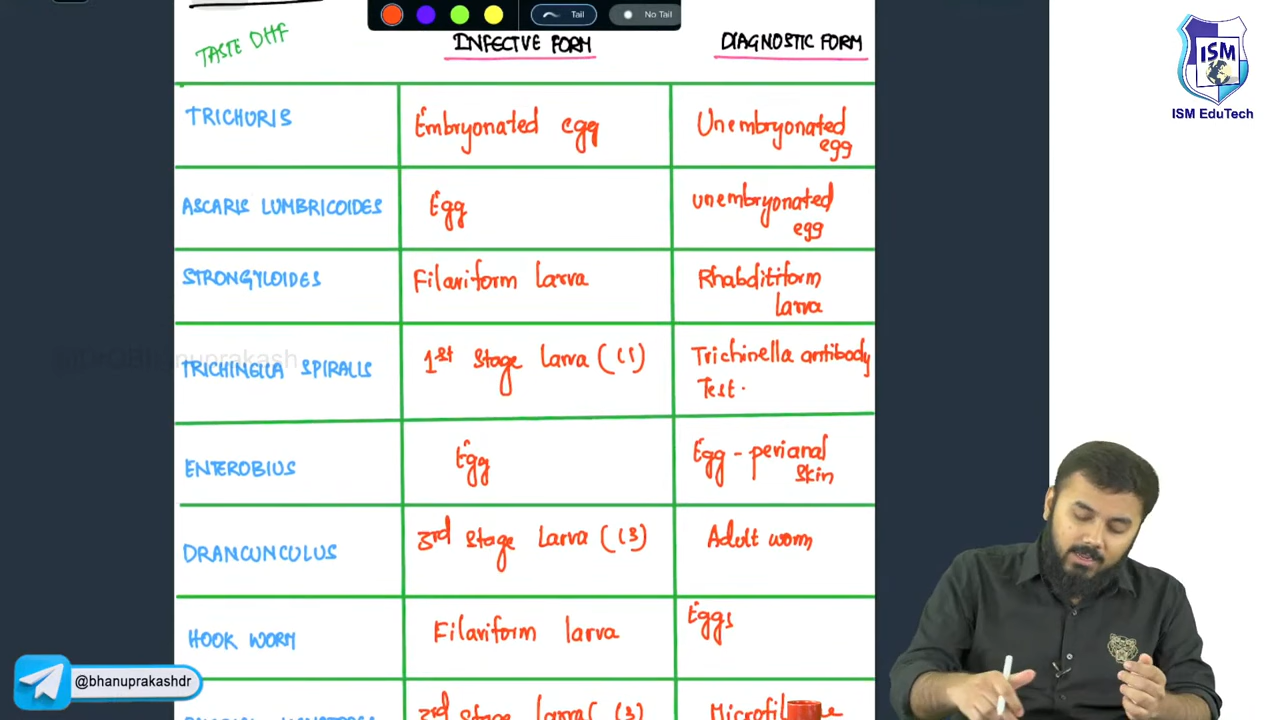 TASTE DHF
Tail
No Tail
INFECTIVE FORM
DIAGNOSTIC FORM
ISM
ISM EduTech
TRICHURIS
Embryonated egg
Unembryonated
egg
ASCARIS LUMBRICOIDES
Egg
unembryonated
egg
STRONGYLOIDES
Filariform larva
Rhabditiform
larva
TRICHINELLA SPIRALIS
1st Stage larva (L1)
Trichinella antibody
Test.
ENTEROBIUS
Egg
Egg - perianal
skin
DRANCUNCULUS
3rd Stage larva (L3)
Adult worm
HOOK WORM
Filariform larva
Eggs
@bhanuprakashdr
3rd Stage larva (L3)